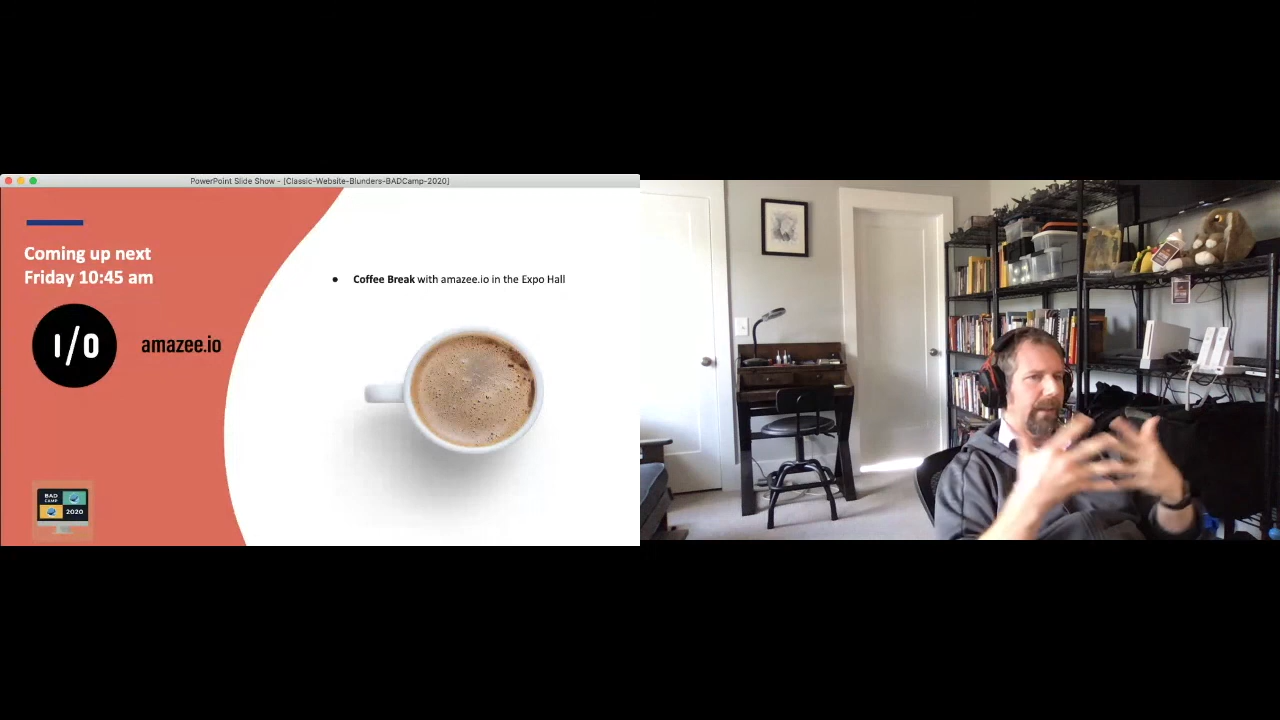 PowerPoint Slide Show - [Classic-Website-Blunders-BADCamp-2020]
Coming up next
Friday 10:45 am
I/O
amazee.io
● Coffee Break with amazee.io in the Expo Hall
BAD
CAMP
2020